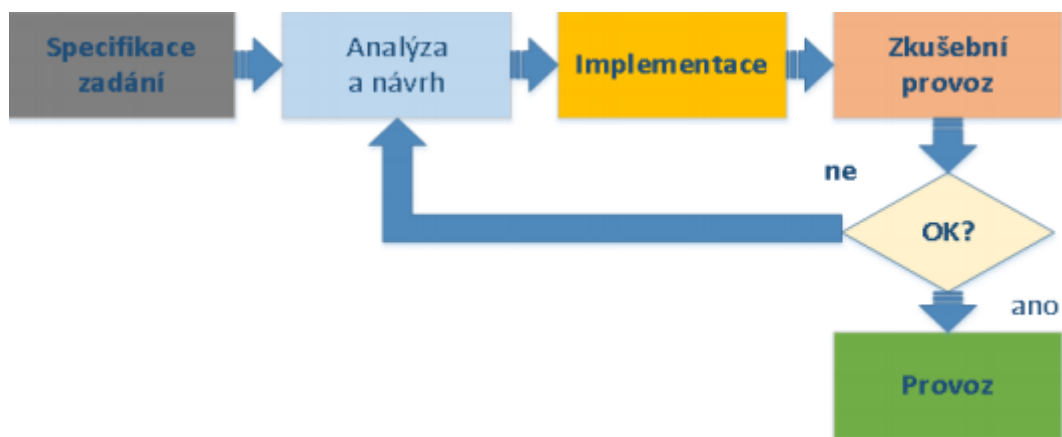 Specifikace
zadání
Analýza
a návrh
Implementace
Zkušební
provoz
ne
OK?
ano
Provoz